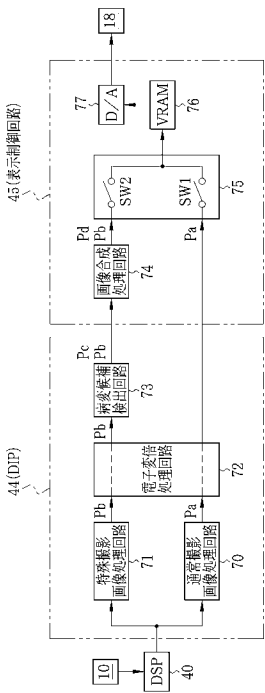 44(DIP)
45(表示制御回路)
10
DSP
40
特殊撮影
画像処理回路
71
通常撮影
画像処理回路
70
Pb
Pa
電子変倍
処理回路
72
Pb
病変候補
検出回路
73
Pc
Pb
画像合成
処理回路
74
Pd
Pb
Pa
SW2
SW1
75
VRAM
76
D/A
77
18